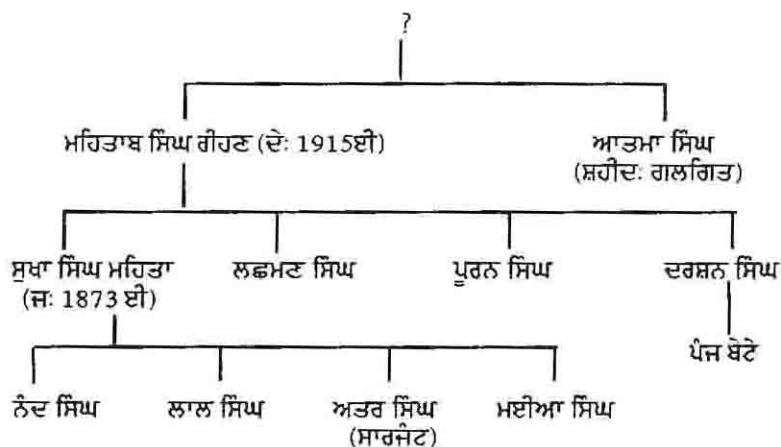 ?
ਮਹਿਤਾਬ ਸਿੰਘ ਗੀਹਣ (ਦੇ: 1915ਈ)
ਆਤਮਾ ਸਿੰਘ
(ਸ਼ਹੀਦ: ਗਲਗਿਤ)
ਸੁਖਾ ਸਿੰਘ ਮਹਿਤਾ
(ਜ: 1873 ਈ)
ਲਛਮਣ ਸਿੰਘ
ਪੂਰਨ ਸਿੰਘ
ਦਰਸ਼ਨ ਸਿੰਘ
ਪੰਜ ਬੇਟੇ
ਨੰਦ ਸਿੰਘ
ਲਾਲ ਸਿੰਘ
ਅਤਰ ਸਿੰਘ
(ਸਾਰਜੰਟ)
ਮਈਆ ਸਿੰਘ